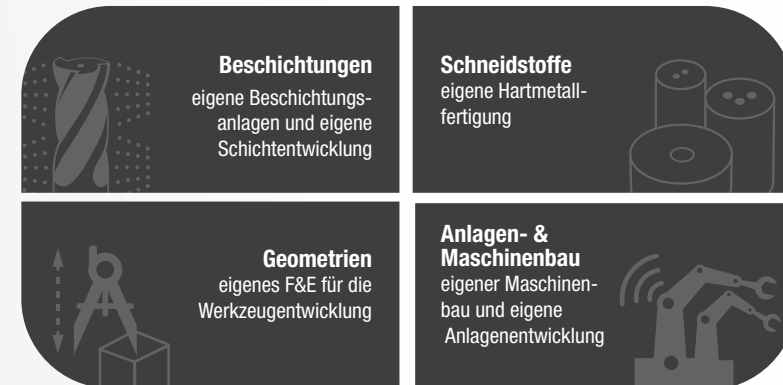 Beschichtungen
eigene Beschichtungs-
anlagen und eigene
Schichtentwicklung
Schneidstoffe
eigene Hartmetall-
fertigung
Geometrien
eigenes F&E für die
Werkzeugentwicklung
Anlagen- &
Maschinenbau
eigener Maschinen-
bau und eigene
Anlagenentwicklung